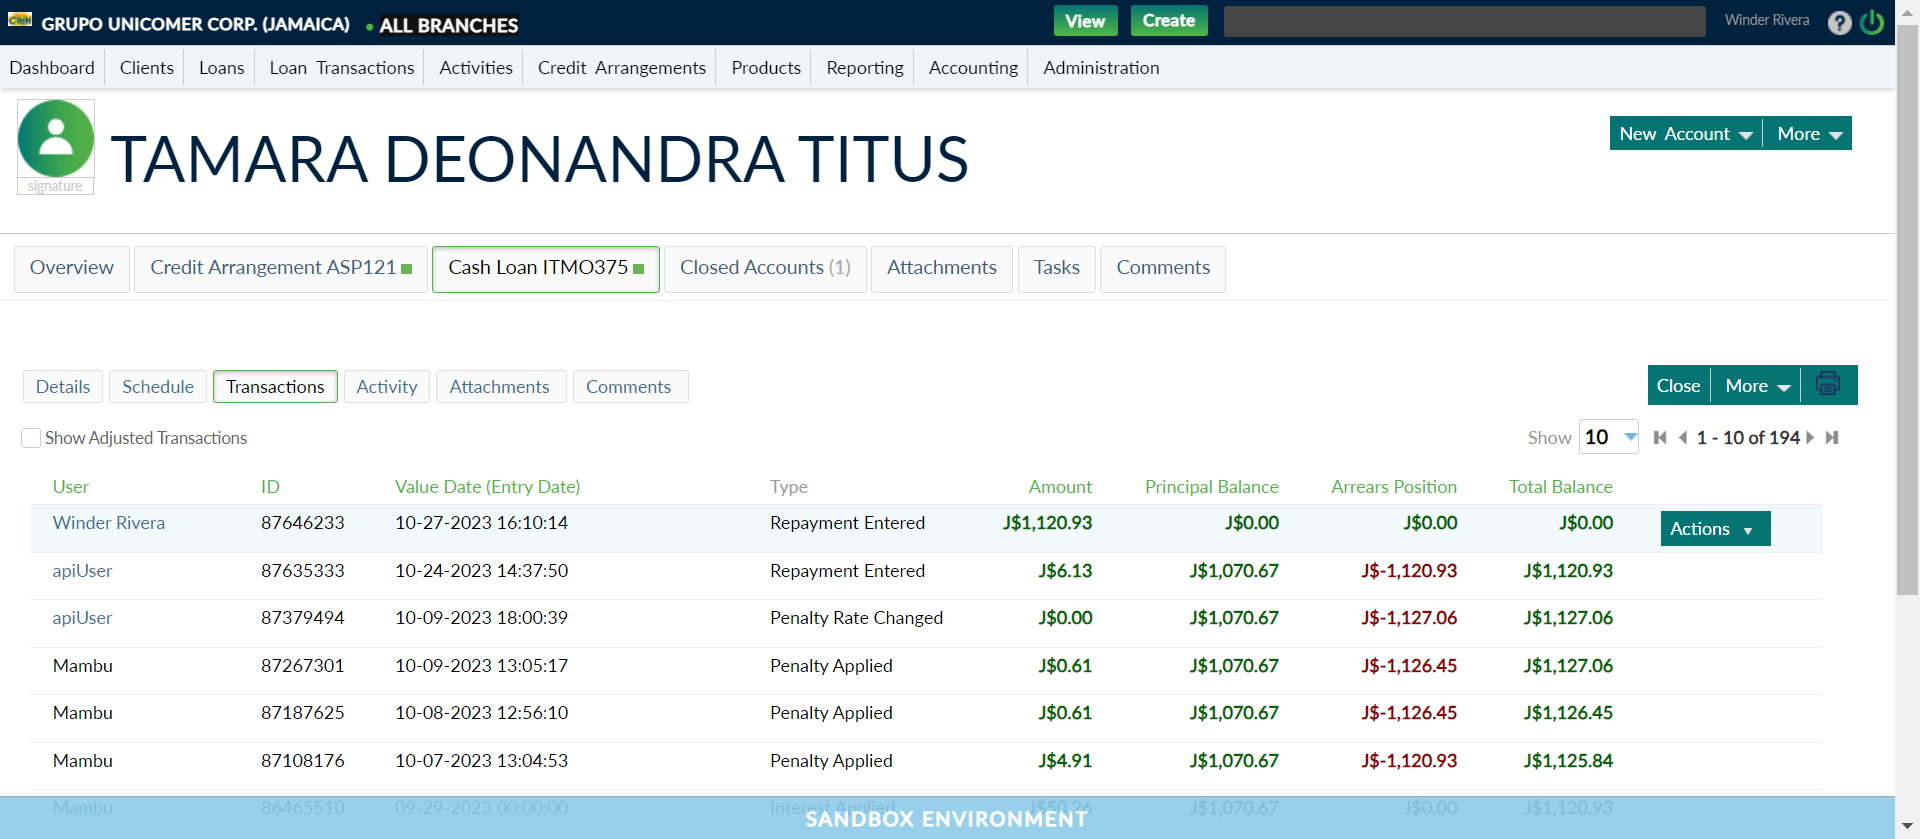 Cash GRUPO UNICOMER CORP. (JAMAICA) • ALL BRANCHES View Create Winder Rivera ?
Dashboard Clients Loans Loan Transactions Activities Credit Arrangements Products Reporting Accounting Administration
signature
TAMARA DEONANDRA TITUS
New Account More
Overview Credit Arrangement ASP121 Cash Loan ITMO375 Closed Accounts (1) Attachments Tasks Comments
Details Schedule Transactions Activity Attachments Comments Close More
Show Adjusted Transactions Show 10 1 - 10 of 194
User ID Value Date (Entry Date) Type Amount Principal Balance Arrears Position Total Balance
Winder Rivera 87646233 10-27-2023 16:10:14 Repayment Entered J$1,120.93 J$0.00 J$0.00 J$0.00 Actions
apiUser 87635333 10-24-2023 14:37:50 Repayment Entered J$6.13 J$1,070.67 J$-1,120.93 J$1,120.93
apiUser 87379494 10-09-2023 18:00:39 Penalty Rate Changed J$0.00 J$1,070.67 J$-1,127.06 J$1,127.06
Mambu 87267301 10-09-2023 13:05:17 Penalty Applied J$0.61 J$1,070.67 J$-1,126.45 J$1,127.06
Mambu 87187625 10-08-2023 12:56:10 Penalty Applied J$0.61 J$1,070.67 J$-1,126.45 J$1,126.45
Mambu 87108176 10-07-2023 13:04:53 Penalty Applied J$4.91 J$1,070.67 J$-1,120.93 J$1,125.84
Mambu 86465510 09-29-2023 00:00:00 Interest Applied J$50.26 J$1,070.67 J$0.00 J$1,120.93
SANDBOX ENVIRONMENT